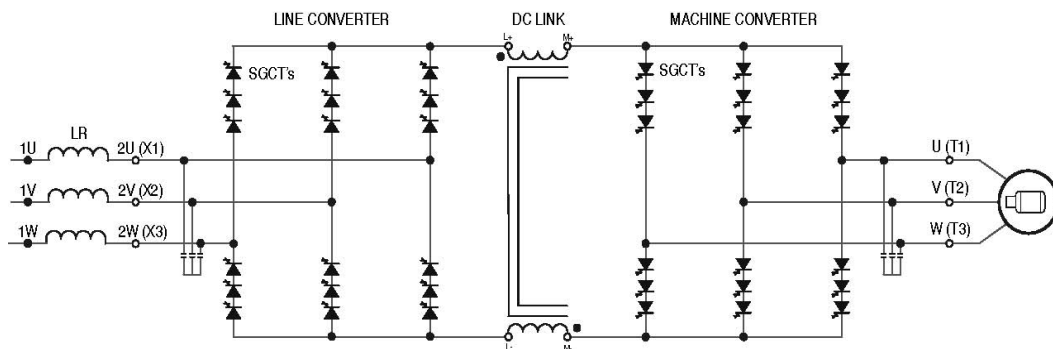 LINE CONVERTER
DC LINK
MACHINE CONVERTER
L+
M+
SGCT's
SGCT's
LR
1U
2U (X1)
U (T1)
1V
2V (X2)
V (T2)
1W
2W (X3)
W (T3)
L-
M-